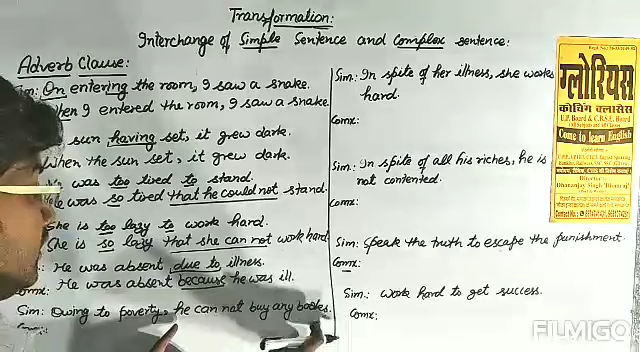 Transformation:
Interchange of Simple Sentence and Complex sentence:
Adverb Clause:
Sim: On entering the room, I saw a snake.
When I entered the room, I saw a snake
sun having set, it grew dark.
When the sun set, it grew dark.
He was too tired to stand.
He was so tired that he could not stand.
She is too lazy to work hard.
She is so lazy that she can not work hard
He was absent due to illness.
Comx: He was absent because he was ill.
Sim: Owing to poverty, he can not buy any books.
Sim: In spite of her illness, she works
hard.
Comx:
Sim: In spite of all his riches, he is
not contented.
Comx:
Sim: Speak the truth to escape the punishment.
Comx:
Sim: Work hard to get success.
Comx:
ग्लोरियस
कोचिंग क्लासेस
U.P. Board & C.B.S.E. Board
Come to learn English
Director
Dhananjay Singh
FILMIGO